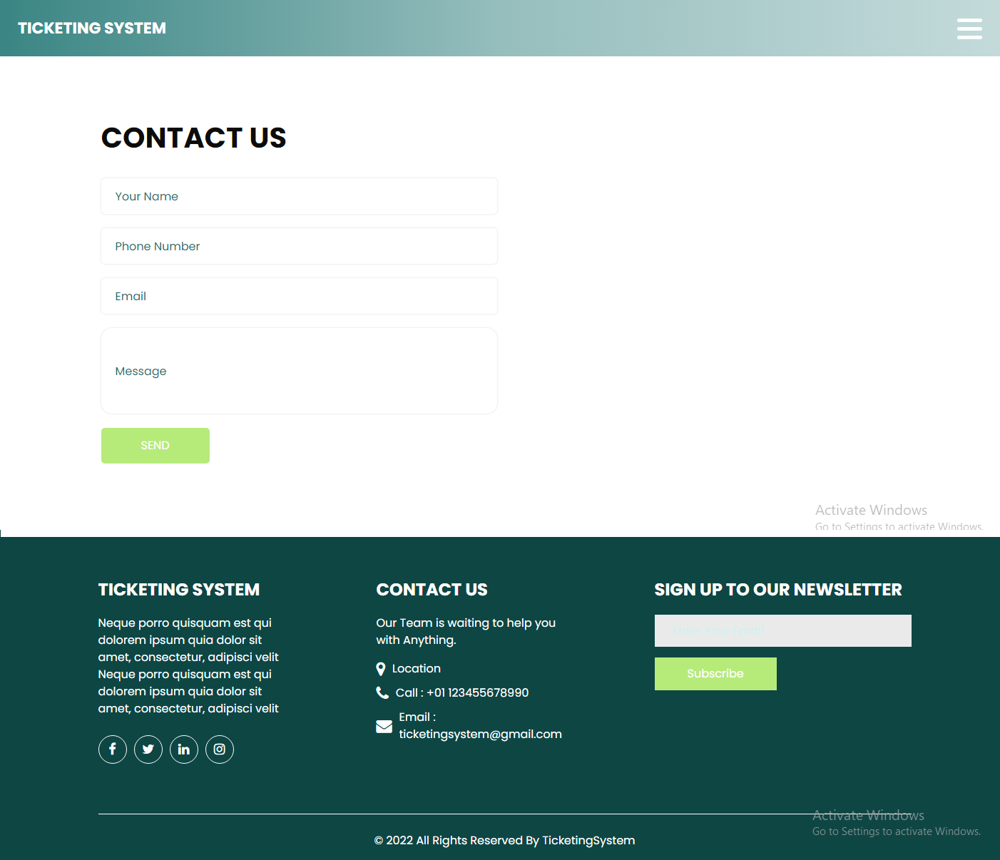 TICKETING SYSTEM
CONTACT US
Your Name
Phone Number
Email
Message
SEND
Activate Windows
Go to Settings to activate Windows.
TICKETING SYSTEM
Neque porro quisquam est qui
dolorem ipsum quia dolor sit
amet, consectetur, adipisci velit
Neque porro quisquam est qui
dolorem ipsum quia dolor sit
amet, consectetur, adipisci velit
CONTACT US
Our Team is waiting to help you
with Anything.
Location
Call : +01 123455678990
Email :
ticketingsystem@gmail.com
SIGN UP TO OUR NEWSLETTER
Enter Your Email
Subscribe
Activate Windows
Go to Settings to activate Windows.
© 2022 All Rights Reserved By TicketingSystem